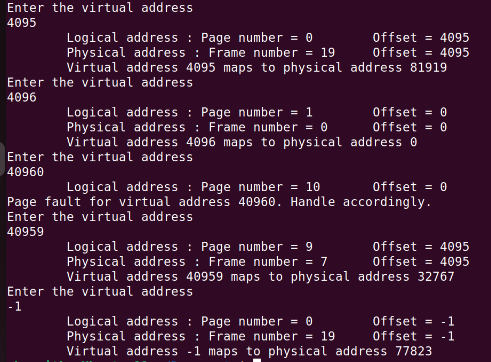 Enter the virtual address
4095
Logical address : Page number = 0 Offset = 4095
Physical address : Frame number = 19 Offset = 4095
Virtual address 4095 maps to physical address 81919
Enter the virtual address
4096
Logical address : Page number = 1 Offset = 0
Physical address : Frame number = 0 Offset = 0
Virtual address 4096 maps to physical address 0
Enter the virtual address
40960
Logical address : Page number = 10 Offset = 0
Page fault for virtual address 40960. Handle accordingly.
Enter the virtual address
40959
Logical address : Page number = 9 Offset = 4095
Physical address : Frame number = 7 Offset = 4095
Virtual address 40959 maps to physical address 32767
Enter the virtual address
-1
Logical address : Page number = 0 Offset = -1
Physical address : Frame number = 19 Offset = -1
Virtual address -1 maps to physical address 77823